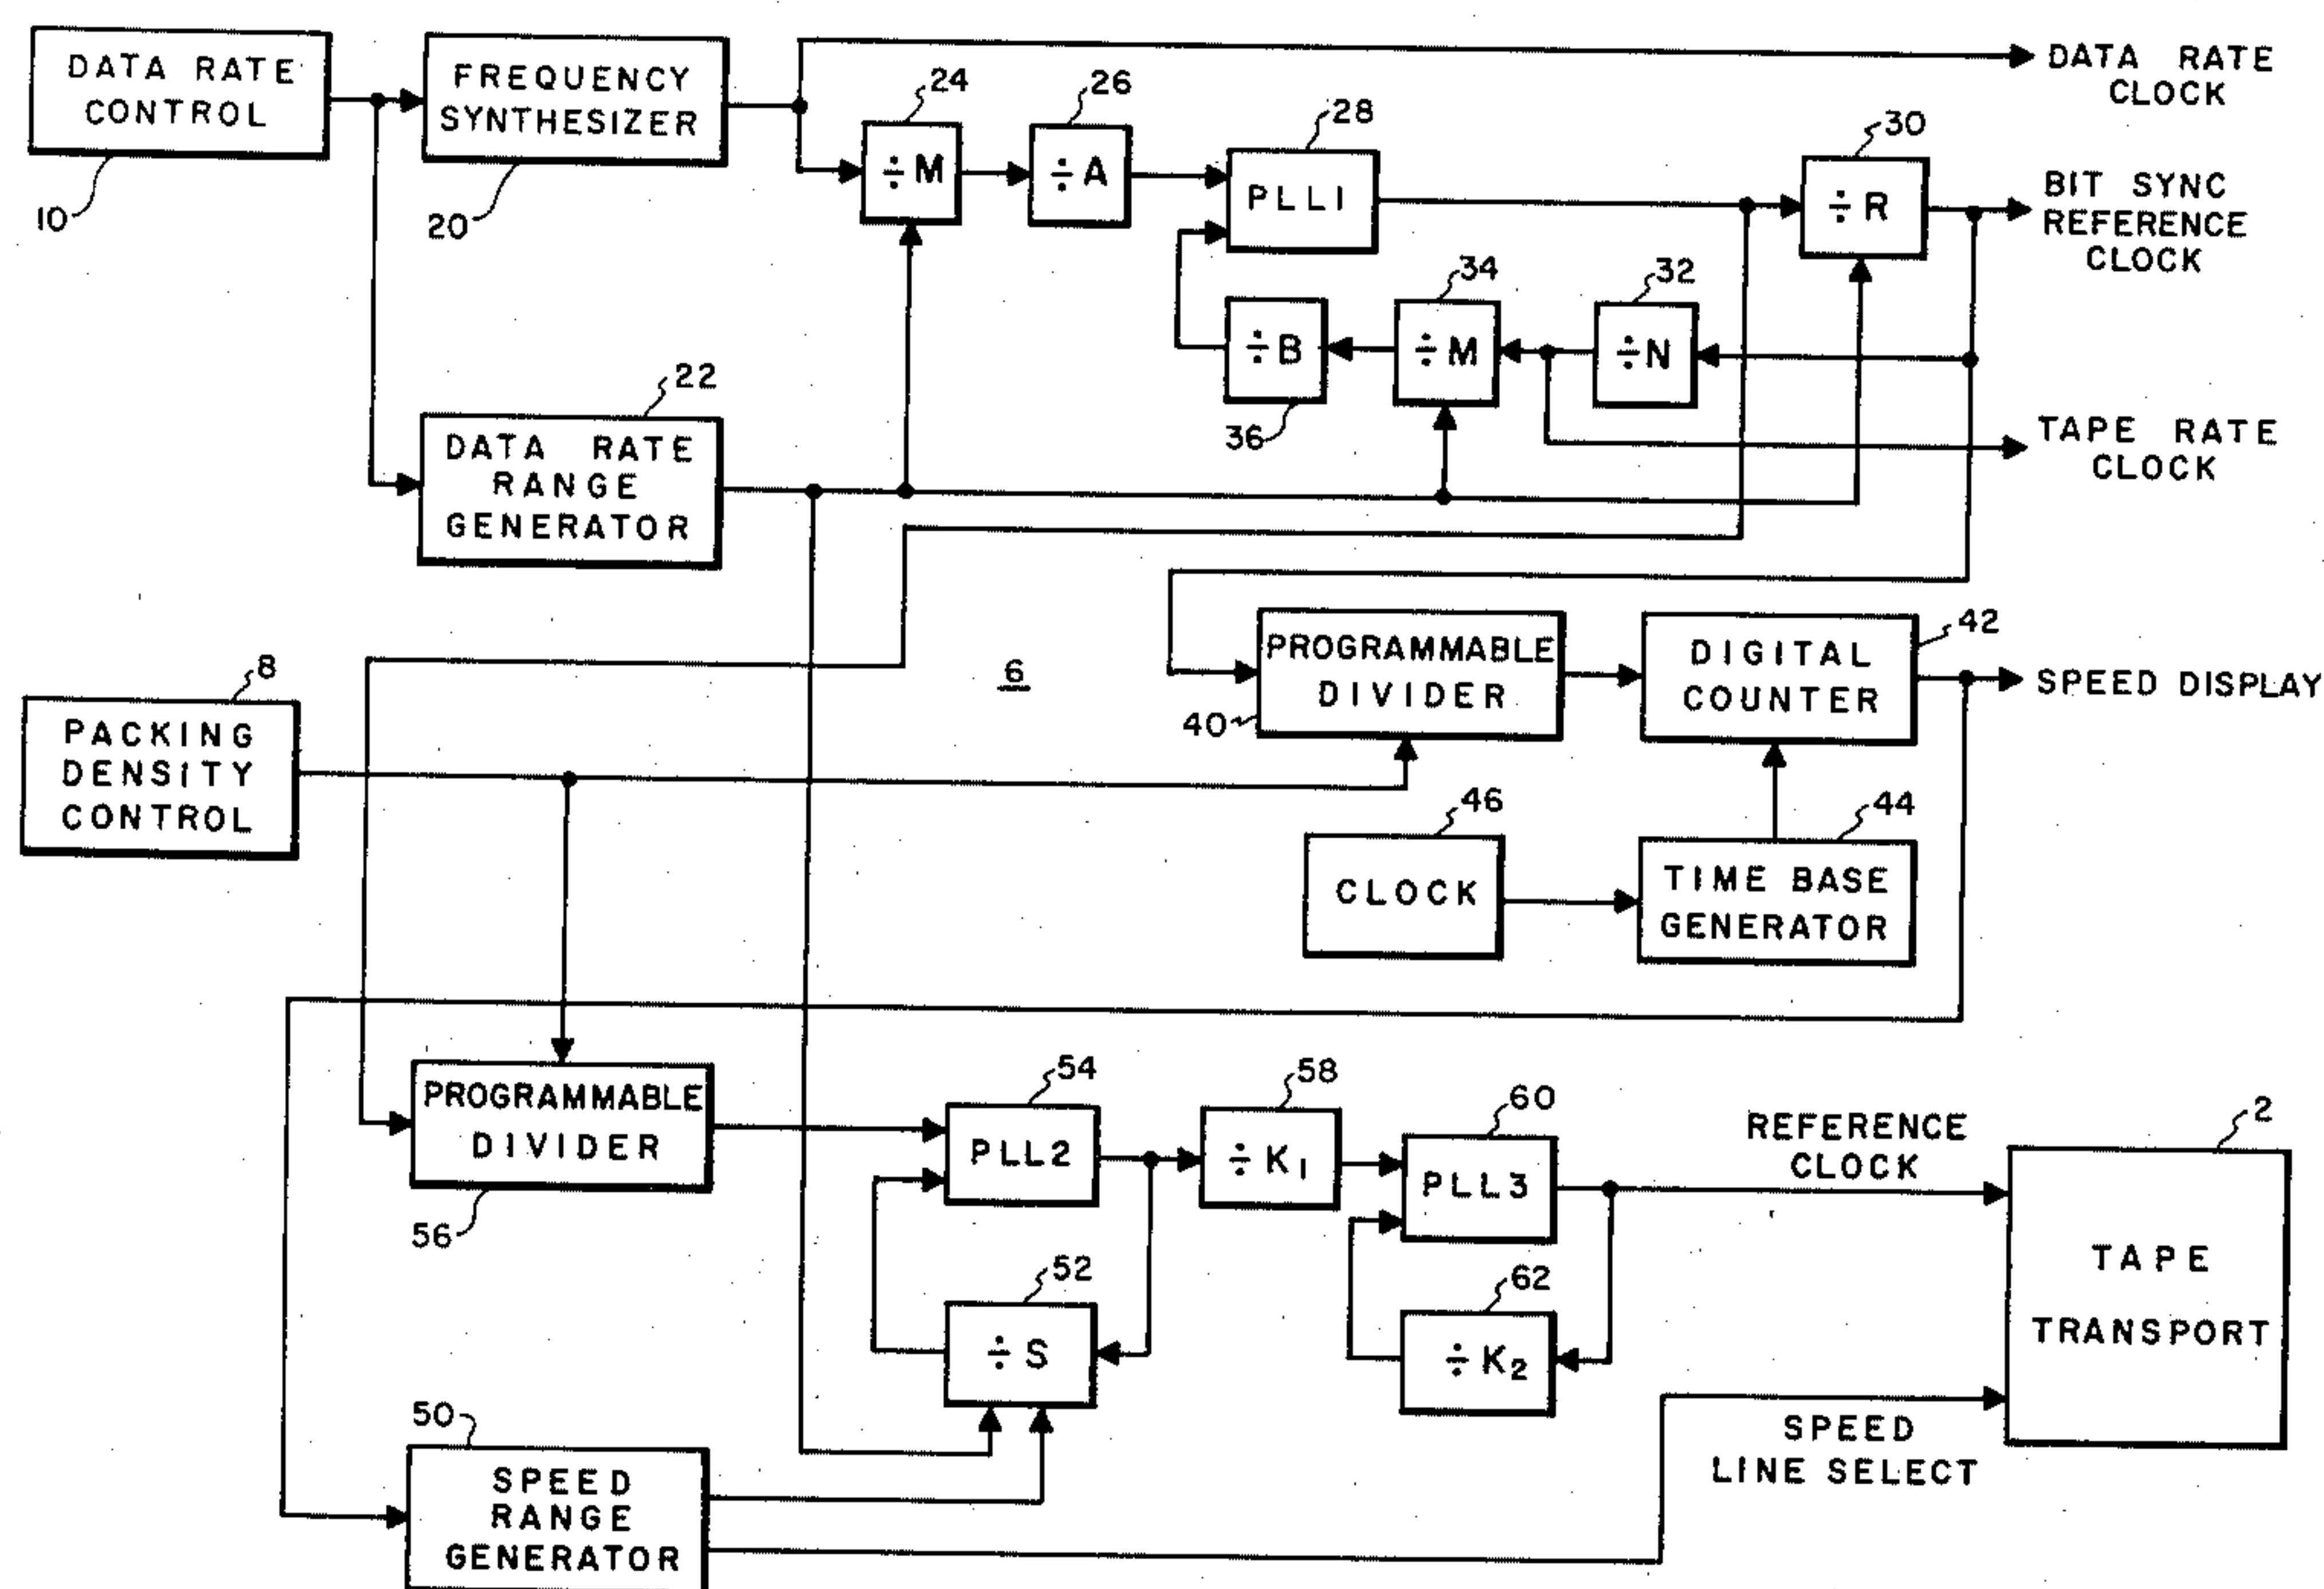 DATA RATE
CONTROL
10
FREQUENCY
SYNTHESIZER
20
24
÷M
26
÷A
28
PLL1
30
÷R
DATA RATE
CLOCK
BIT SYNC
REFERENCE
CLOCK
34
÷M
32
÷N
÷B
36
TAPE RATE
CLOCK
22
DATA RATE
RANGE
GENERATOR
8
PACKING
DENSITY
CONTROL
6
PROGRAMMABLE
DIVIDER
40
42
DIGITAL
COUNTER
SPEED DISPLAY
46
CLOCK
44
TIME BASE
GENERATOR
PROGRAMMABLE
DIVIDER
56
54
PLL2
58
÷K1
60
PLL3
REFERENCE
CLOCK
2
TAPE
TRANSPORT
52
÷S
62
÷K2
SPEED
LINE SELECT
50
SPEED
RANGE
GENERATOR